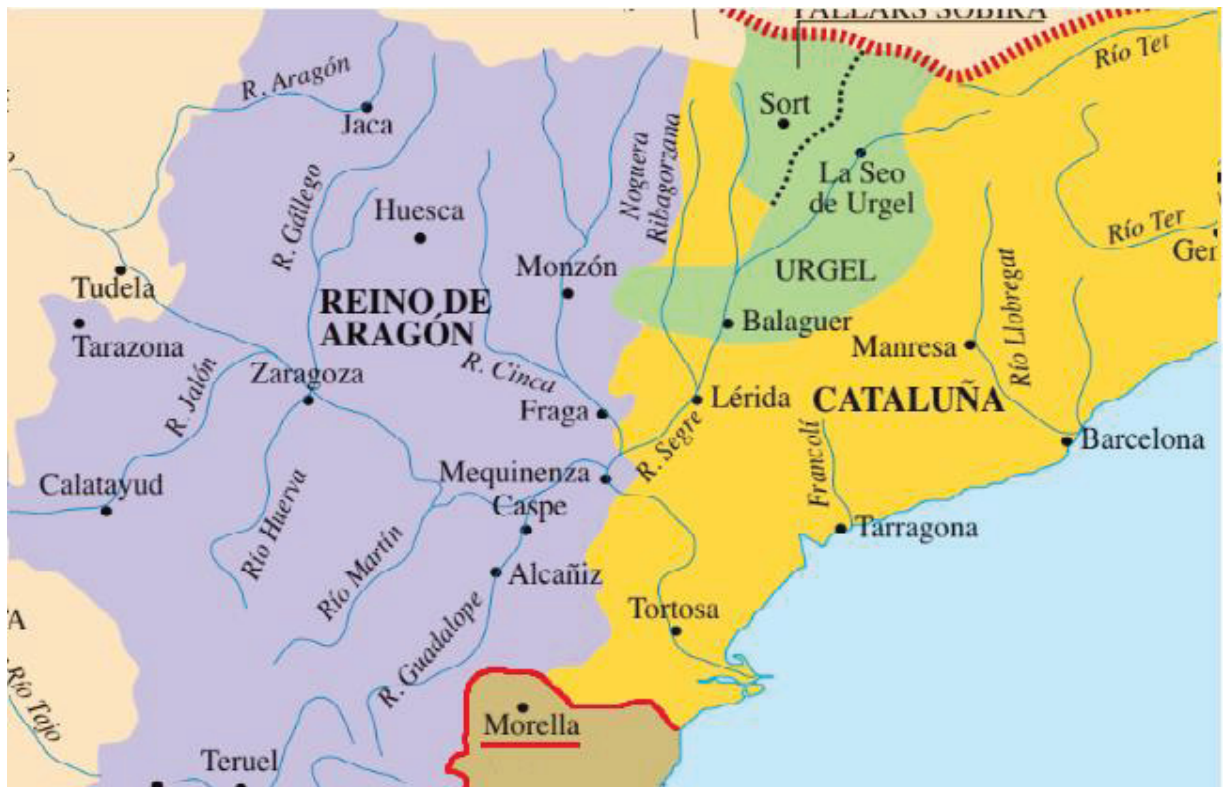 PALLARS SOBIRÀ
Río Tet
R. Aragón
Jaca
Sort
Noguera
Ribagorzana
La Seo
de Urgel
R. Gállego
Huesca
Río Ter
Monzón
URGEL
Tudela
REINO DE
ARAGÓN
Balaguer
Tarazona
Manresa
Río Llobregat
R. Jalón
Zaragoza
R. Cinca
Fraga
Lérida
CATALUÑA
R. Segre
Francolí
Barcelona
Mequinenza
Calatayud
Caspe
Río Huerva
Tarragona
Río Martín
Alcañiz
Tortosa
R. Guadalope
Río Tajo
Morella
Teruel